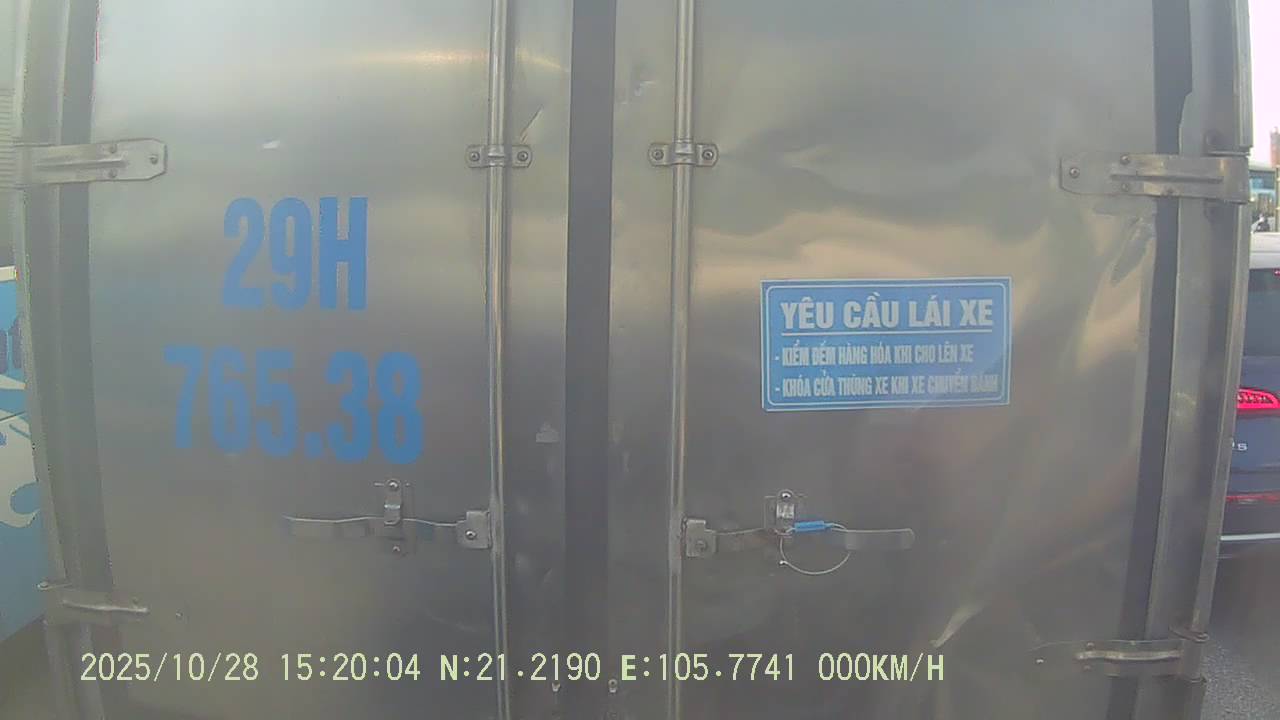 29H
765.38
YÊU CẦU LÁI XE
- KIỂM ĐẾM HÀNG HÓA KHI CHO LÊN XE
- KHÓA CỬA THÙNG XE KHI XE CHUYỂN BÁNH
2025/10/28 15:20:04 N:21.2190 E:105.7741 000KM/H